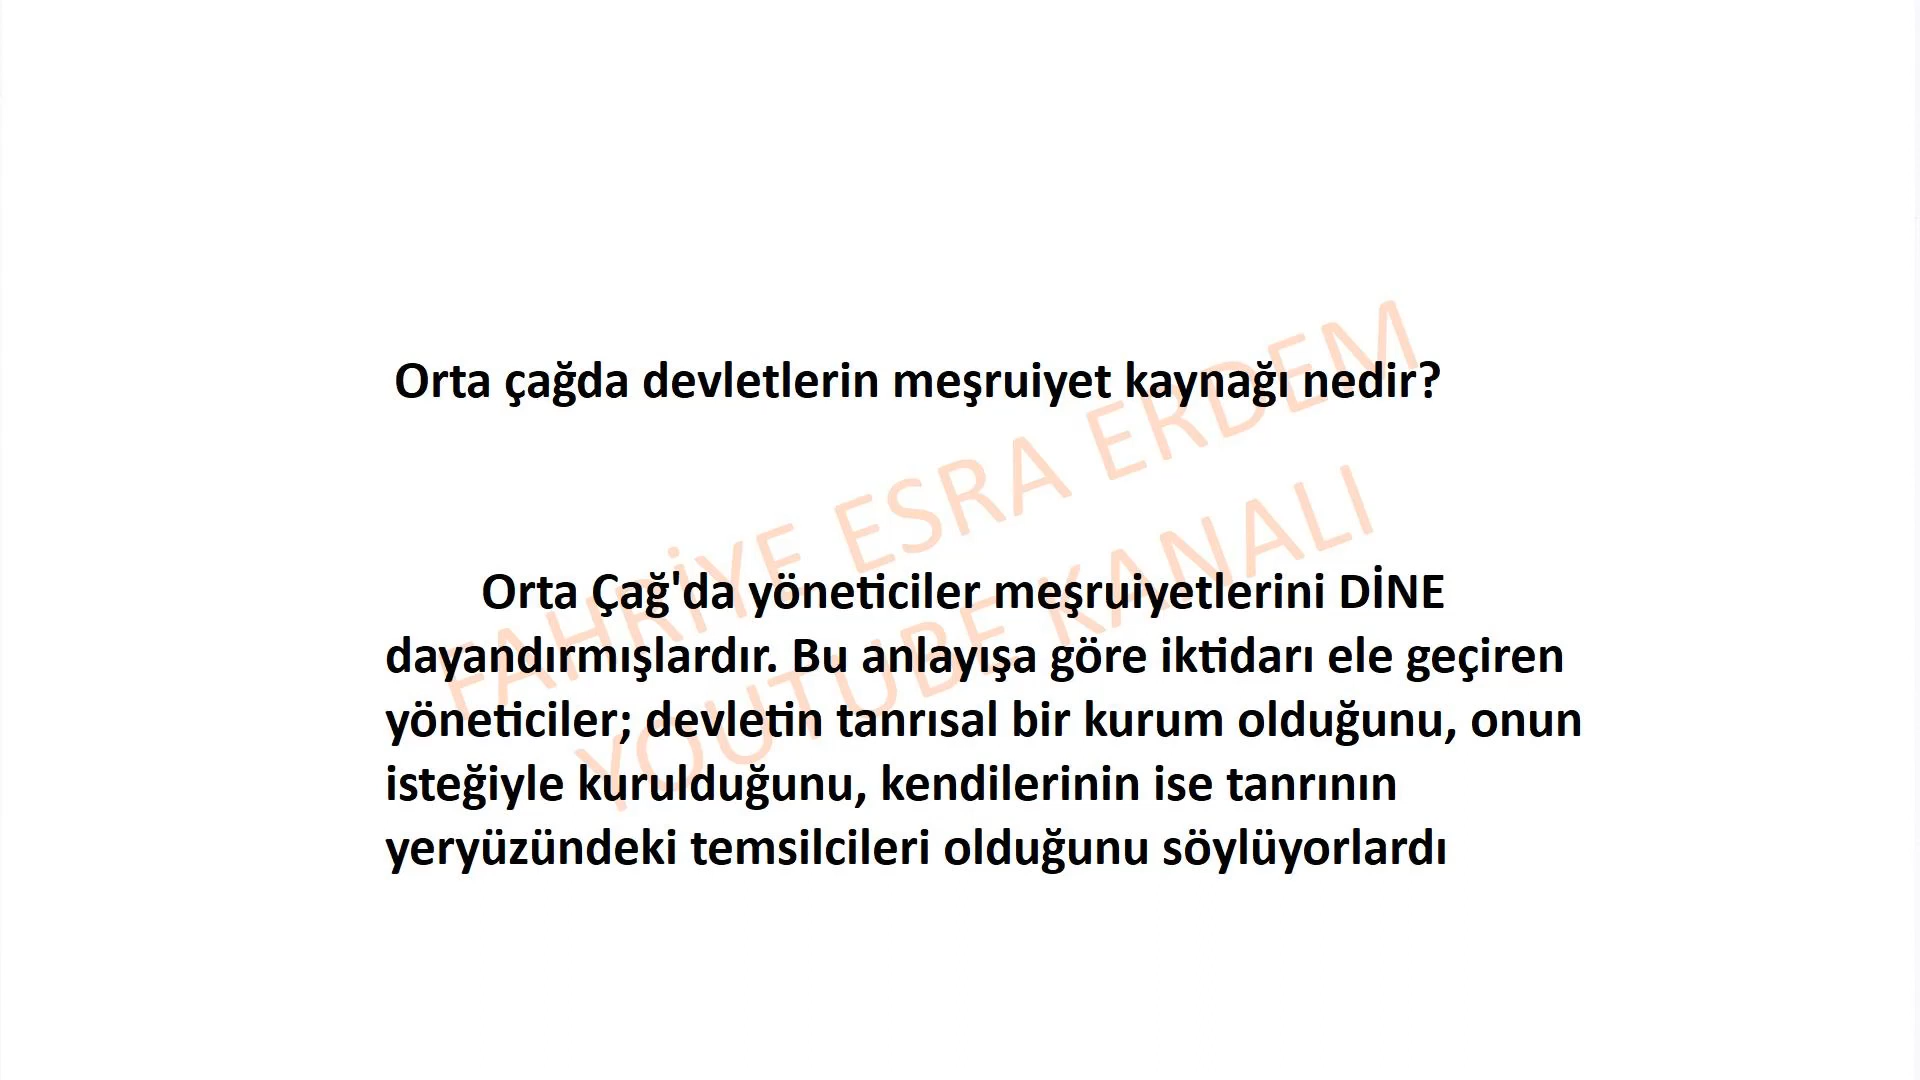 Orta çağda devletlerin meşruiyet kaynağı nedir?
Orta Çağ'da yöneticiler meşruiyetlerini DİNE
dayandırmışlardır. Bu anlayışa göre iktidarı ele geçiren
yöneticiler; devletin tanrısal bir kurum olduğunu, onun
isteğiyle kurulduğunu, kendilerinin ise tanrının
yeryüzündeki temsilcileri olduğunu söylüyorlardı
FAHRİYE ESRA ERDEM
YOUTUBE KANALI